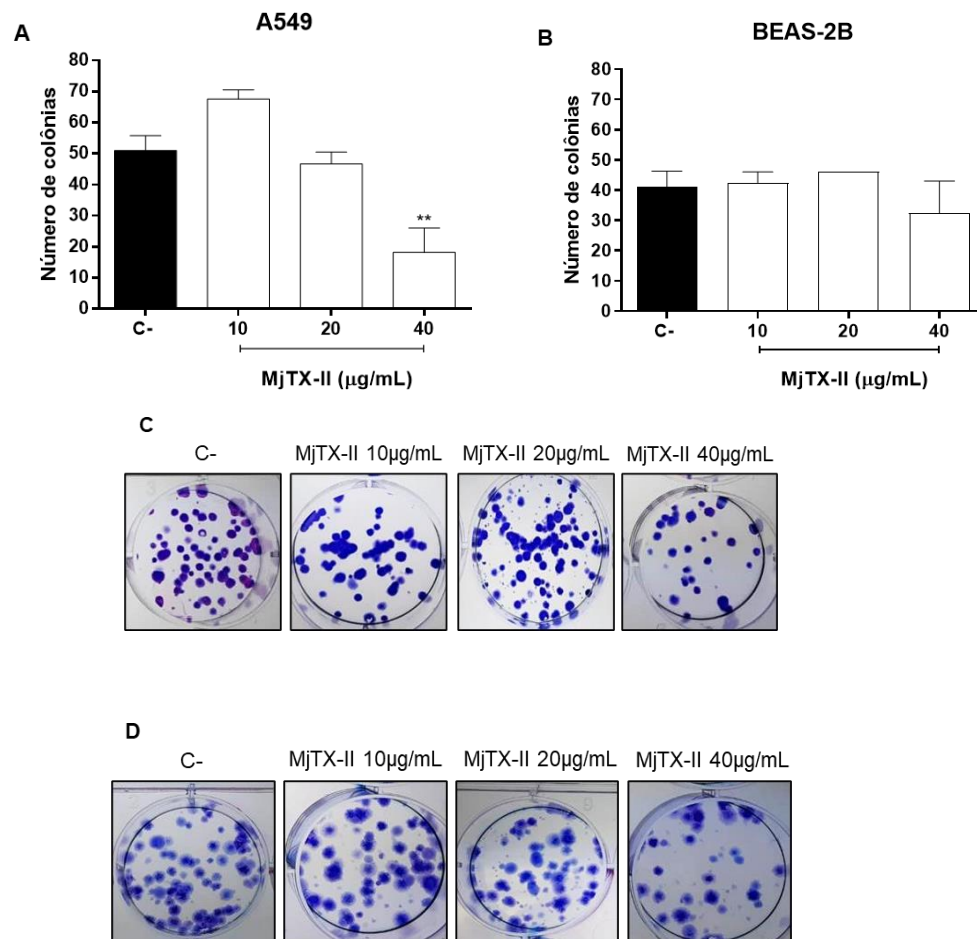 A
A549
Número de colônias
80
70
60
50
40
30
20
10
0
**
C-
10
20
40
MjTX-II (µg/mL)
B
BEAS-2B
Número de colônias
80
70
60
50
40
30
20
10
0
C-
10
20
40
MjTX-II (µg/mL)
C
C-
MjTX-II 10µg/mL
MjTX-II 20µg/mL
MjTX-II 40µg/mL
D
C-
MjTX-II 10µg/mL
MjTX-II 20µg/mL
MjTX-II 40µg/mL